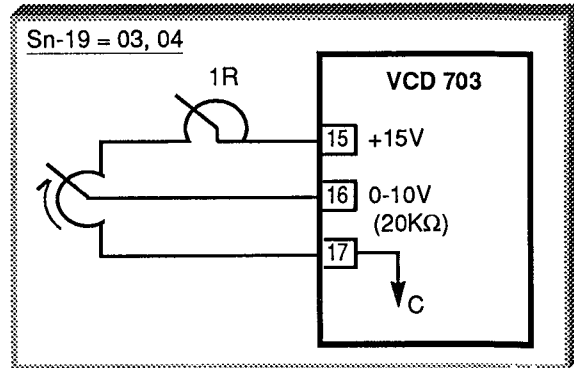 Sn-19 = 03, 04
1R
VCD 703
15 +15V
16 0-10V
(20KΩ)
17
C